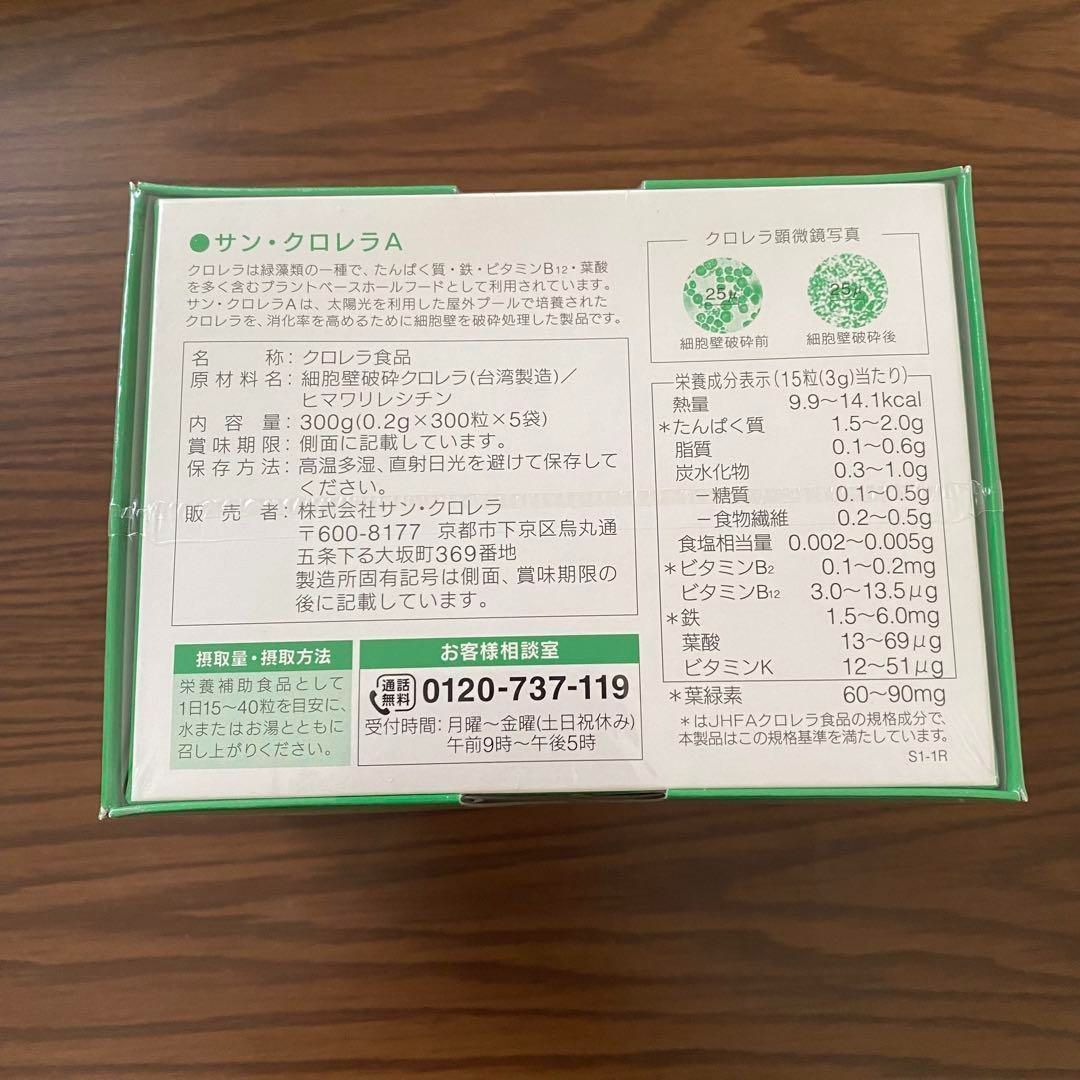 ●サン・クロレラA
クロレラは緑藻類の一種で、たんぱく質・鉄・ビタミンB12・葉酸
を多く含むプラントベースホールフードとして利用されています。
サン・クロレラAは、太陽光を利用した屋外プールで培養された
クロレラを、消化率を高めるために細胞壁を破砕処理した製品です。
名称：クロレラ食品
原材料名：細胞壁破砕クロレラ(台湾製造)／
ヒマワリレシチン
内容量：300g(0.2g×300粒×5袋)
賞味期限：側面に記載しています。
保存方法：高温多湿、直射日光を避けて保存して
ください。
販売者：株式会社サン・クロレラ
〒600-8177 京都市下京区烏丸通
五条下る大坂町369番地
製造所固有記号は側面、賞味期限の
後に記載しています。
摂取量・摂取方法
栄養補助食品として
1日15〜40粒を目安に、
水またはお湯とともに
召し上がりください。
お客様相談室
通話無料 0120-737-119
受付時間：月曜〜金曜(土日祝休み)
午前9時〜午後5時
クロレラ顕微鏡写真
25μ 25μ
細胞壁破砕前 細胞壁破砕後
栄養成分表示(15粒(3g)当たり)
熱量 9.9〜14.1kcal
＊たんぱく質 1.5〜2.0g
脂質 0.1〜0.6g
炭水化物 0.3〜1.0g
－糖質 0.1〜0.5g
－食物繊維 0.2〜0.5g
食塩相当量 0.002〜0.005g
＊ビタミンB2 0.1〜0.2mg
ビタミンB12 3.0〜13.5μg
＊鉄 1.5〜6.0mg
葉酸 13〜69μg
ビタミンK 12〜51μg
＊葉緑素 60〜90mg
＊はJHFAクロレラ食品の規格成分で、
本製品はこの規格基準を満たしています。
S1-1R